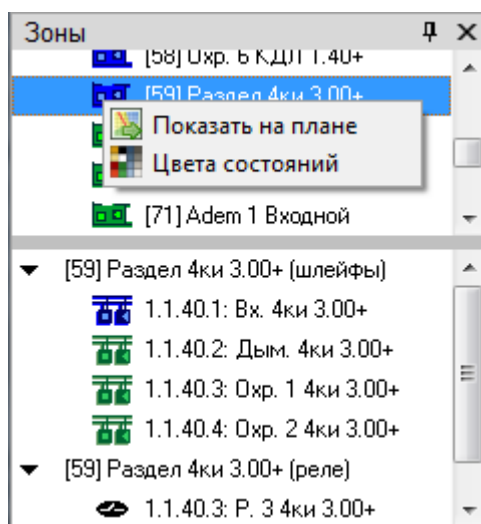 Зоны
[58] Охр. 6 КДЛ 1.40+
[59] Раздел 4ки 3.00+
Показать на плане
Цвета состояний
[71] Adem 1 Входной
[59] Раздел 4ки 3.00+ (шлейфы)
1.1.40.1: Вх. 4ки 3.00+
1.1.40.2: Дым. 4ки 3.00+
1.1.40.3: Охр. 1 4ки 3.00+
1.1.40.4: Охр. 2 4ки 3.00+
[59] Раздел 4ки 3.00+ (реле)
1.1.40.3: Р. 3 4ки 3.00+